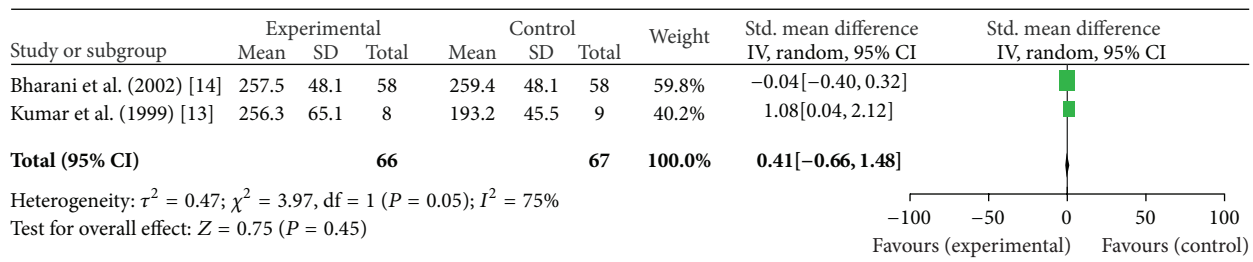 Experimental Control Std. mean difference Std. mean difference
Study or subgroup Mean SD Total Mean SD Total Weight IV, random, 95% CI IV, random, 95% CI
Bharani et al. (2002) [14] 257.5 48.1 58 259.4 48.1 58 59.8% −0.04[−0.40, 0.32]
Kumar et al. (1999) [13] 256.3 65.1 8 193.2 45.5 9 40.2% 1.08[0.04, 2.12]
Total (95% CI) 66 67 100.0% 0.41[−0.66, 1.48]
Heterogeneity: τ² = 0.47; χ² = 3.97, df = 1 (P = 0.05); I² = 75%
Test for overall effect: Z = 0.75 (P = 0.45)
−100 −50 0 50 100
Favours (experimental) Favours (control)